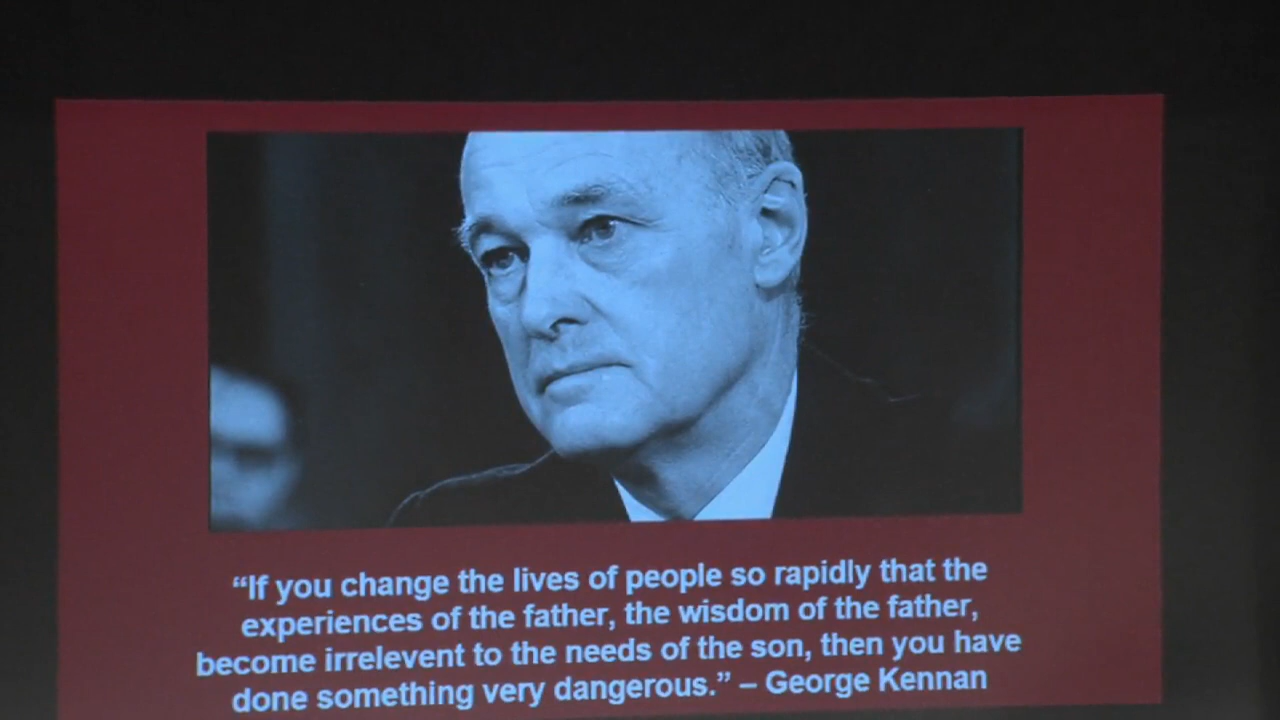 “If you change the lives of people so rapidly that the
experiences of the father, the wisdom of the father,
become irrelevent to the needs of the son, then you have
done something very dangerous.” – George Kennan